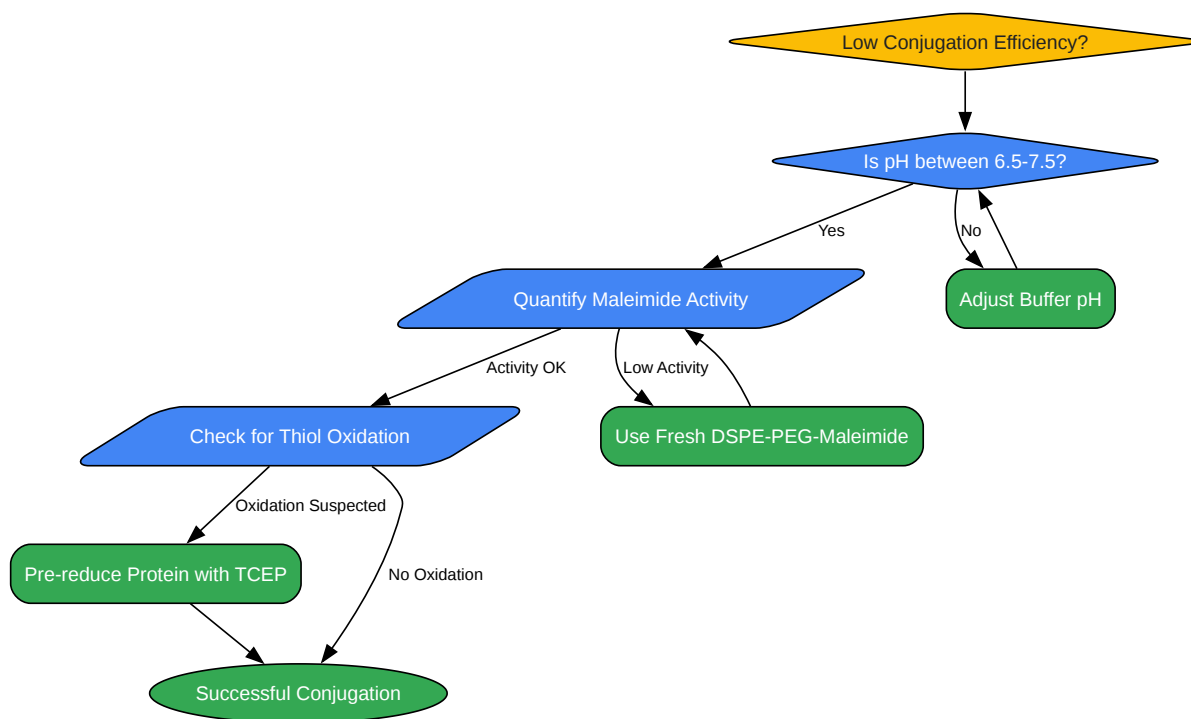 Low Conjugation Efficiency?
Is pH between 6.5-7.5?
Yes
No
Quantify Maleimide Activity
Adjust Buffer pH
Activity OK
Low Activity
Check for Thiol Oxidation
Use Fresh DSPE-PEG-Maleimide
Oxidation Suspected
Pre-reduce Protein with TCEP
No Oxidation
Successful Conjugation